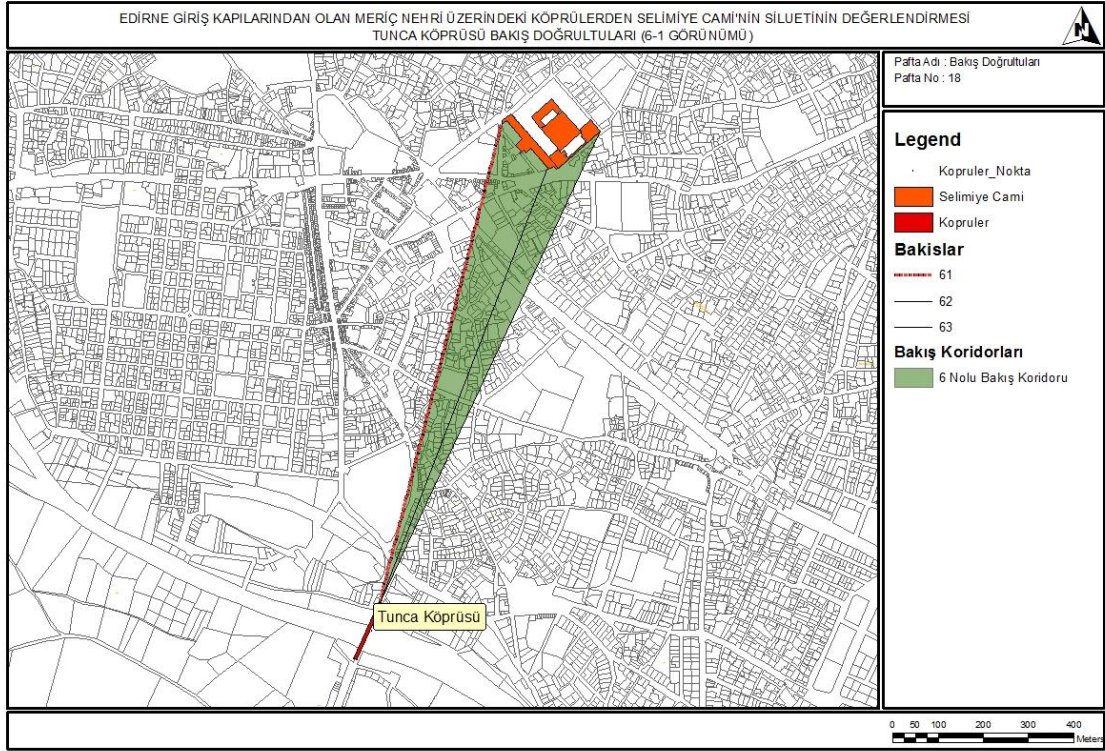 EDİRNE GİRİŞ KAPILARINDAN OLAN MERİÇ NEHRİ ÜZERİNDEKİ KÖPRÜLERDEN SELİMİYE CAMİ'NİN SİLUETİNİN DEĞERLENDİRMESİ
TUNCA KÖPRÜSÜ BAKIŞ DOĞRULTULARI (6-1 GÖRÜNÜMÜ)
N
Pafta Adı : Bakış Doğrultuları
Pafta No : 18
Legend
Kopruler_Nokta
Selimiye Cami
Kopruler
Bakislar
61
62
63
Bakış Koridorları
6 Nolu Bakış Koridoru
Tunca Köprüsü
0 50 100 200 300 400
Meters